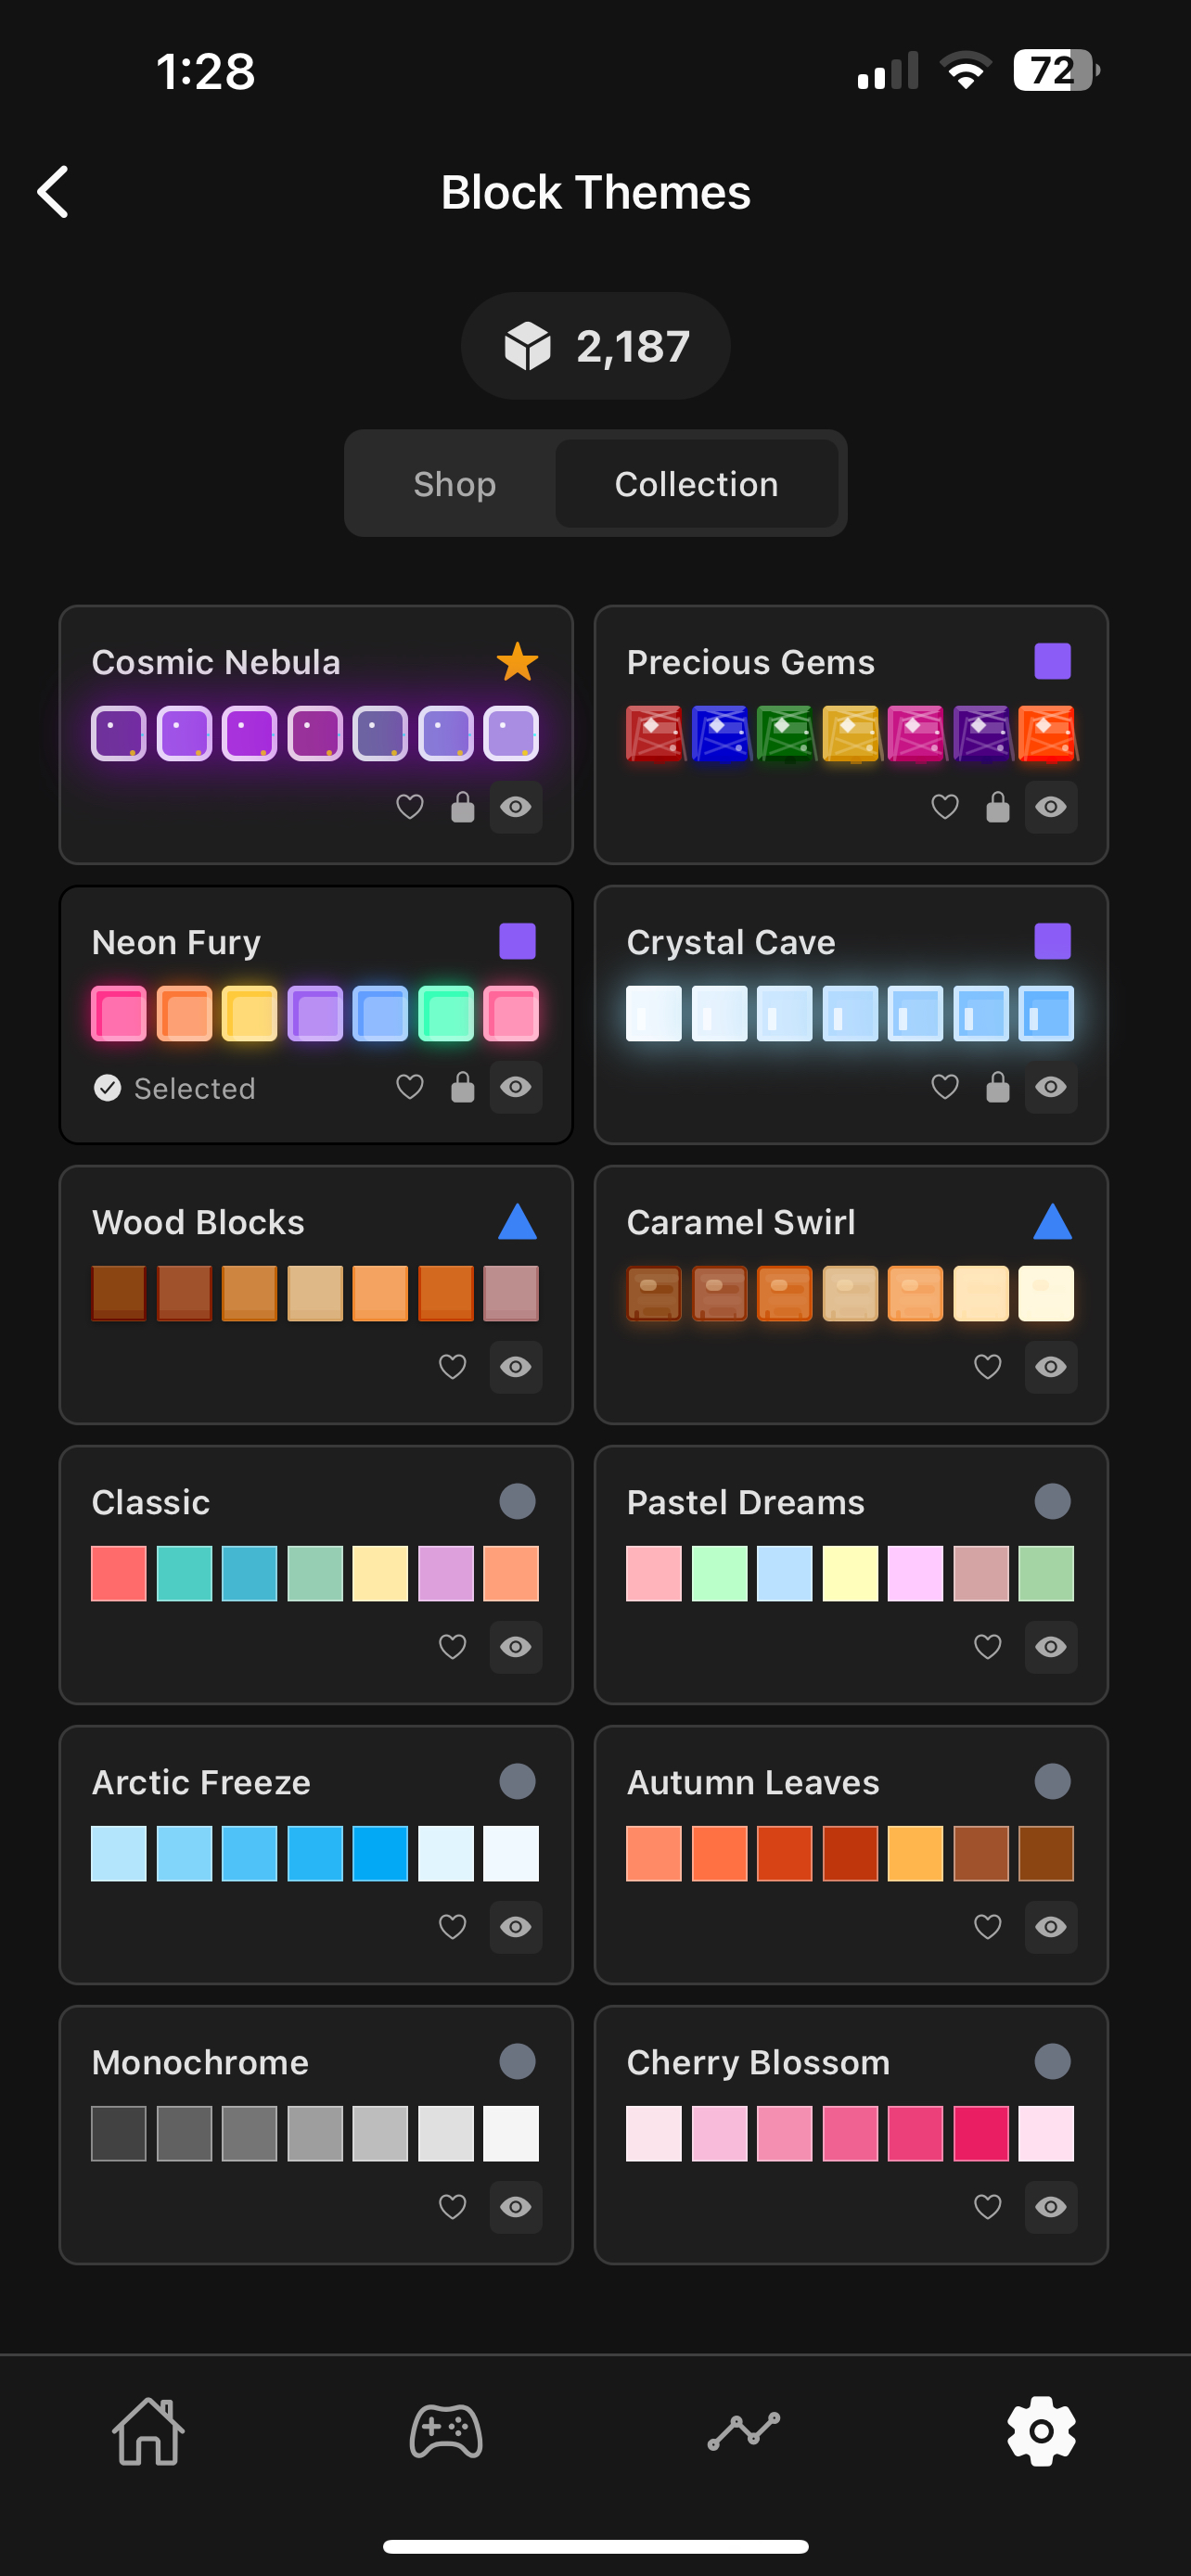 1:28
72
Block Themes
2,187
Shop
Collection
Cosmic Nebula
Precious Gems
Neon Fury
Selected
Crystal Cave
Wood Blocks
Caramel Swirl
Classic
Pastel Dreams
Arctic Freeze
Autumn Leaves
Monochrome
Cherry Blossom